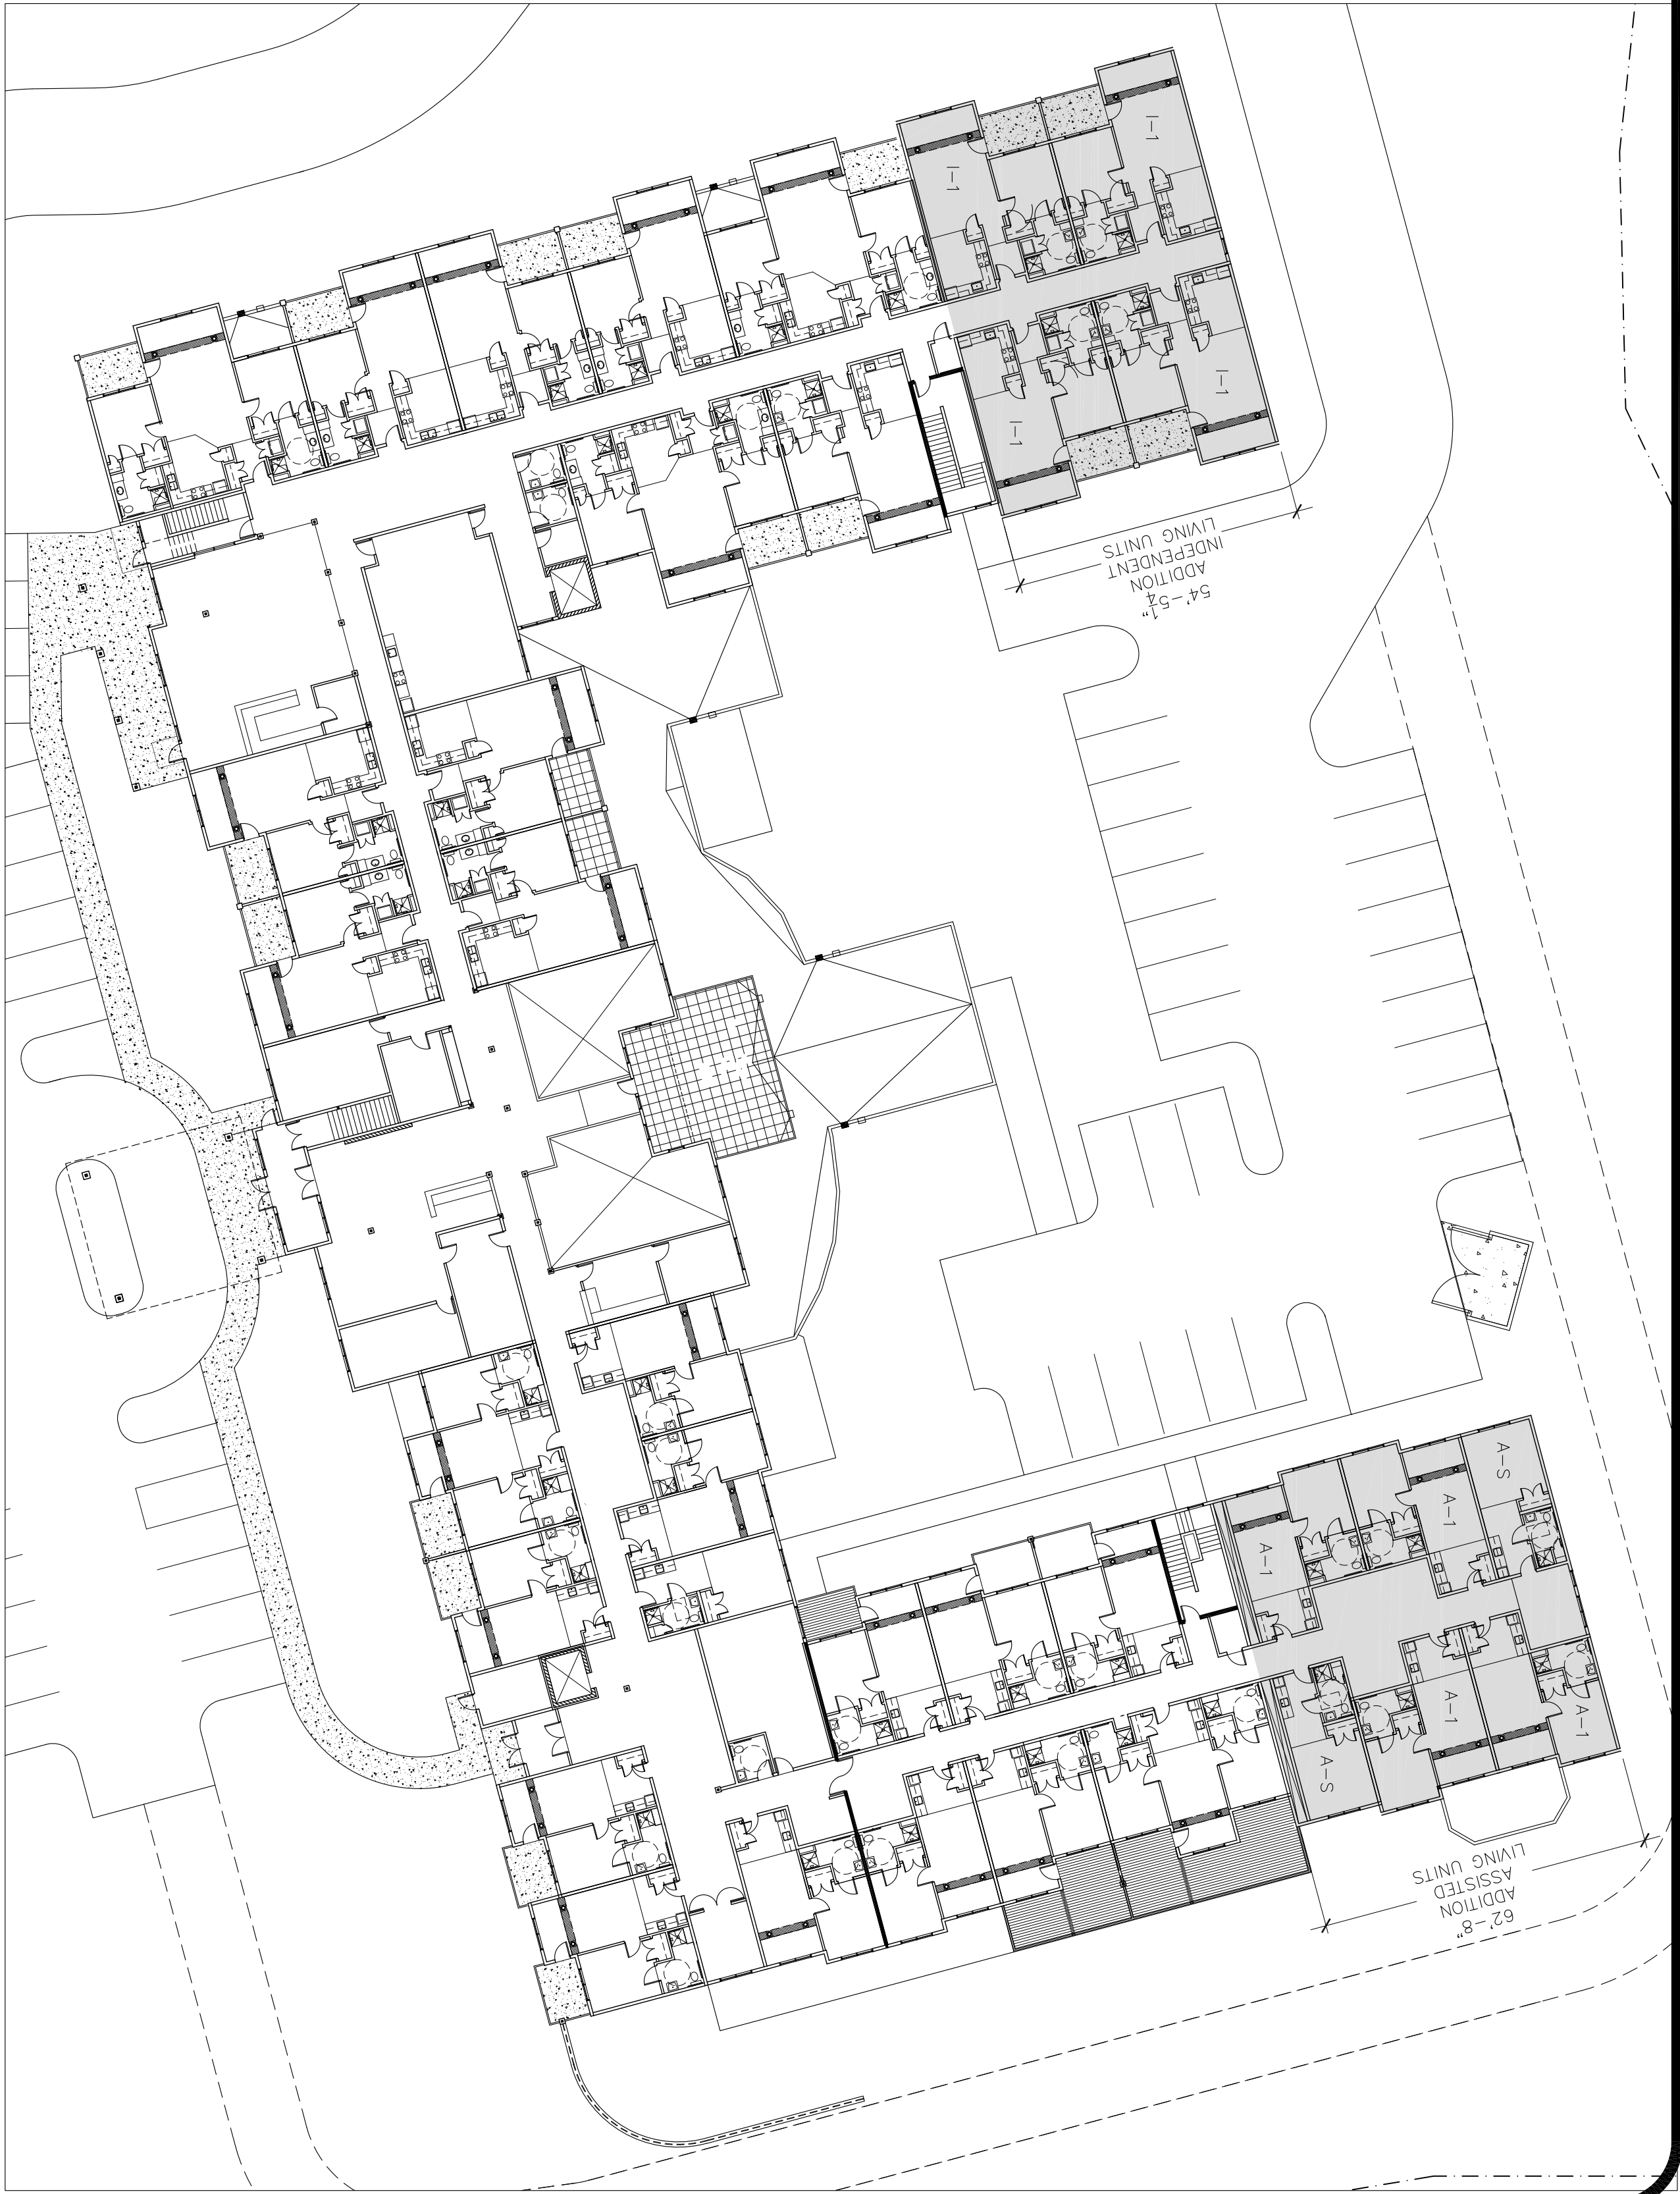 I-1
I-1
I-1
I-1
54'-5 1/4"
ADDITION
INDEPENDENT
LIVING UNITS
A-S
A-1
A-1
A-1
A-1
A-S
62'-8"
ADDITION
ASSISTED
LIVING UNITS